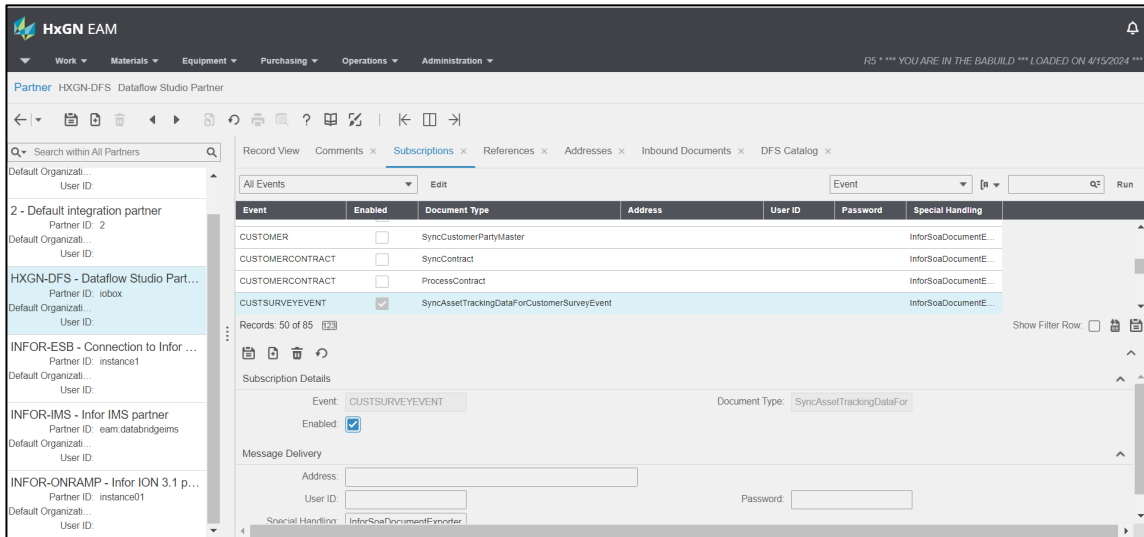 HxGN EAM
Work Materials Equipment Purchasing Operations Administration R5 * *** YOU ARE IN THE BABUILD *** LOADED ON 4/15/2024 ***
Partner HXGN-DFS Dataflow Studio Partner
Search within All Partners
Default Organizati...
User ID:
2 - Default integration partner
Partner ID: 2
Default Organizati...
User ID:
HXGN-DFS - Dataflow Studio Part...
Partner ID: iobox
Default Organizati...
User ID:
INFOR-ESB - Connection to Infor ...
Partner ID: instance1
Default Organizati...
User ID:
INFOR-IMS - Infor IMS partner
Partner ID: eam:databridgeims
Default Organizati...
User ID:
INFOR-ONRAMP - Infor ION 3.1 p...
Partner ID: instance01
Default Organizati...
User ID:
Record View Comments × Subscriptions × References × Addresses × Inbound Documents × DFS Catalog ×
All Events Edit Event Run
Event Enabled Document Type Address User ID Password Special Handling
CUSTOMER SyncCustomerPartyMaster InforSoaDocumentE...
CUSTOMERCONTRACT SyncContract InforSoaDocumentE...
CUSTOMERCONTRACT ProcessContract InforSoaDocumentE...
CUSTSURVEYEVENT SyncAssetTrackingDataForCustomerSurveyEvent InforSoaDocumentE...
Records: 50 of 85 123 Show Filter Row:
Subscription Details
Event: CUSTSURVEYEVENT Document Type: SyncAssetTrackingDataFor
Enabled:
Message Delivery
Address:
User ID: Password:
Special Handling: InforSoaDocumentExporter